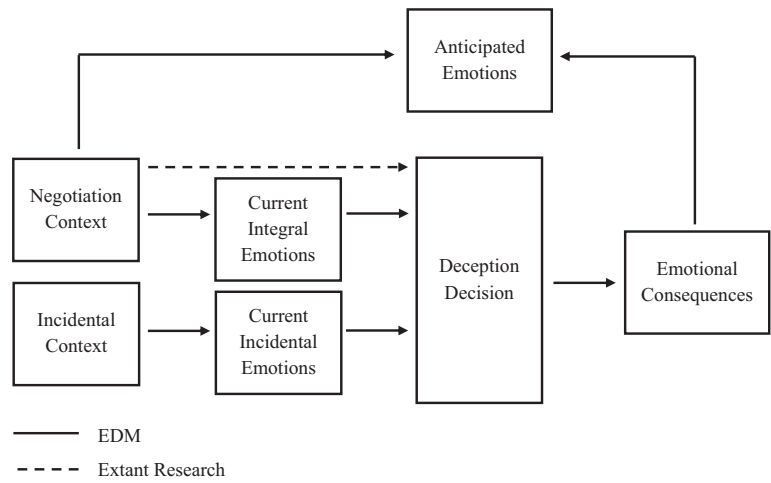 Anticipated
Emotions
Negotiation
Context
Current
Integral
Emotions
Deception
Decision
Emotional
Consequences
Incidental
Context
Current
Incidental
Emotions
EDM
Extant Research